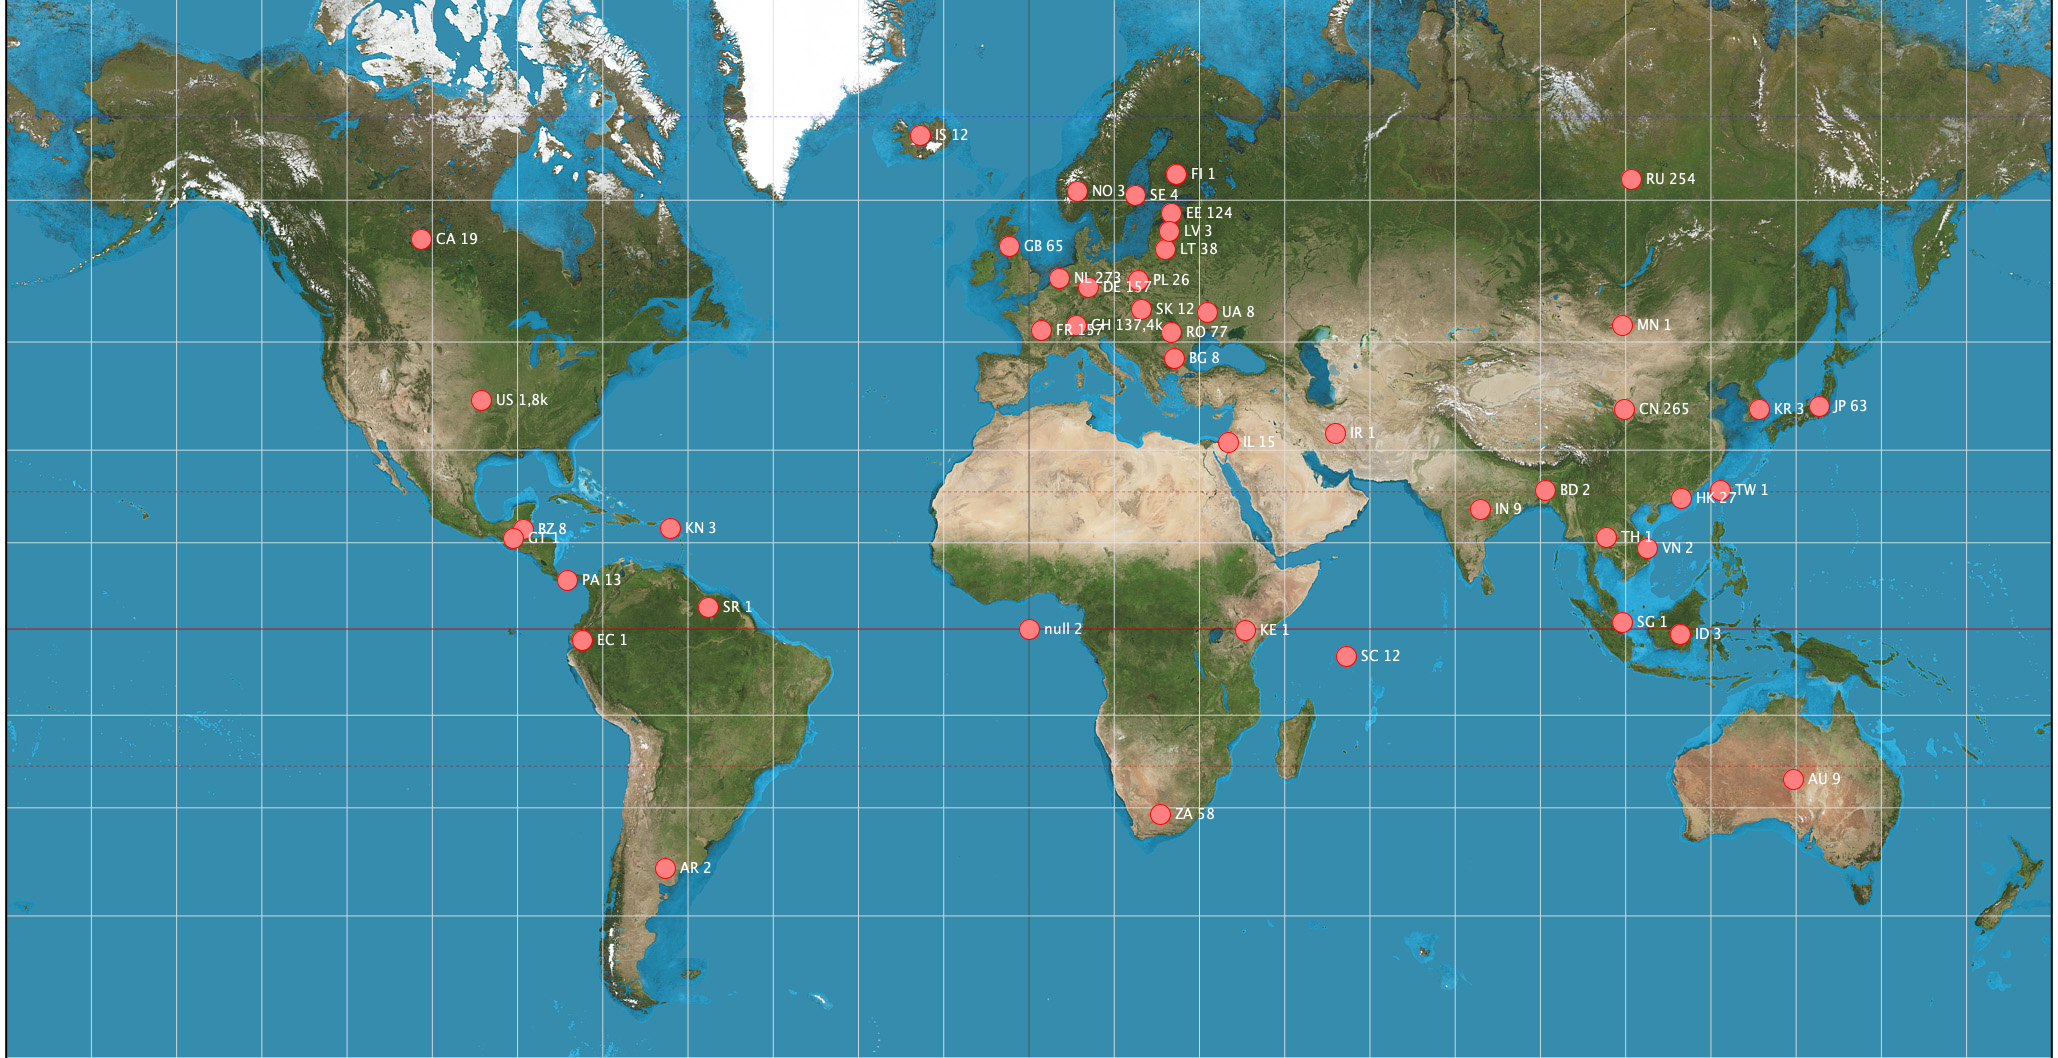 IS 12
FI 1
RU 254
NO 3
SE 4
EE 124
LV 3
CA 19
GB 65
LT 38
NL 273
PL 26
DE 157
SK 12
UA 8
CH 137,4k
MN 1
FR 157
RO 77
BG 8
US 1,8k
JP 63
CN 265
KR 3
IR 1
IL 15
BD 2
TW 1
HK 27
IN 9
KN 3
BZ 8
GT 1
TH 1
VN 2
PA 13
SR 1
SG 1
null 2
KE 1
ID 3
EC 1
SC 12
AU 9
ZA 58
AR 2